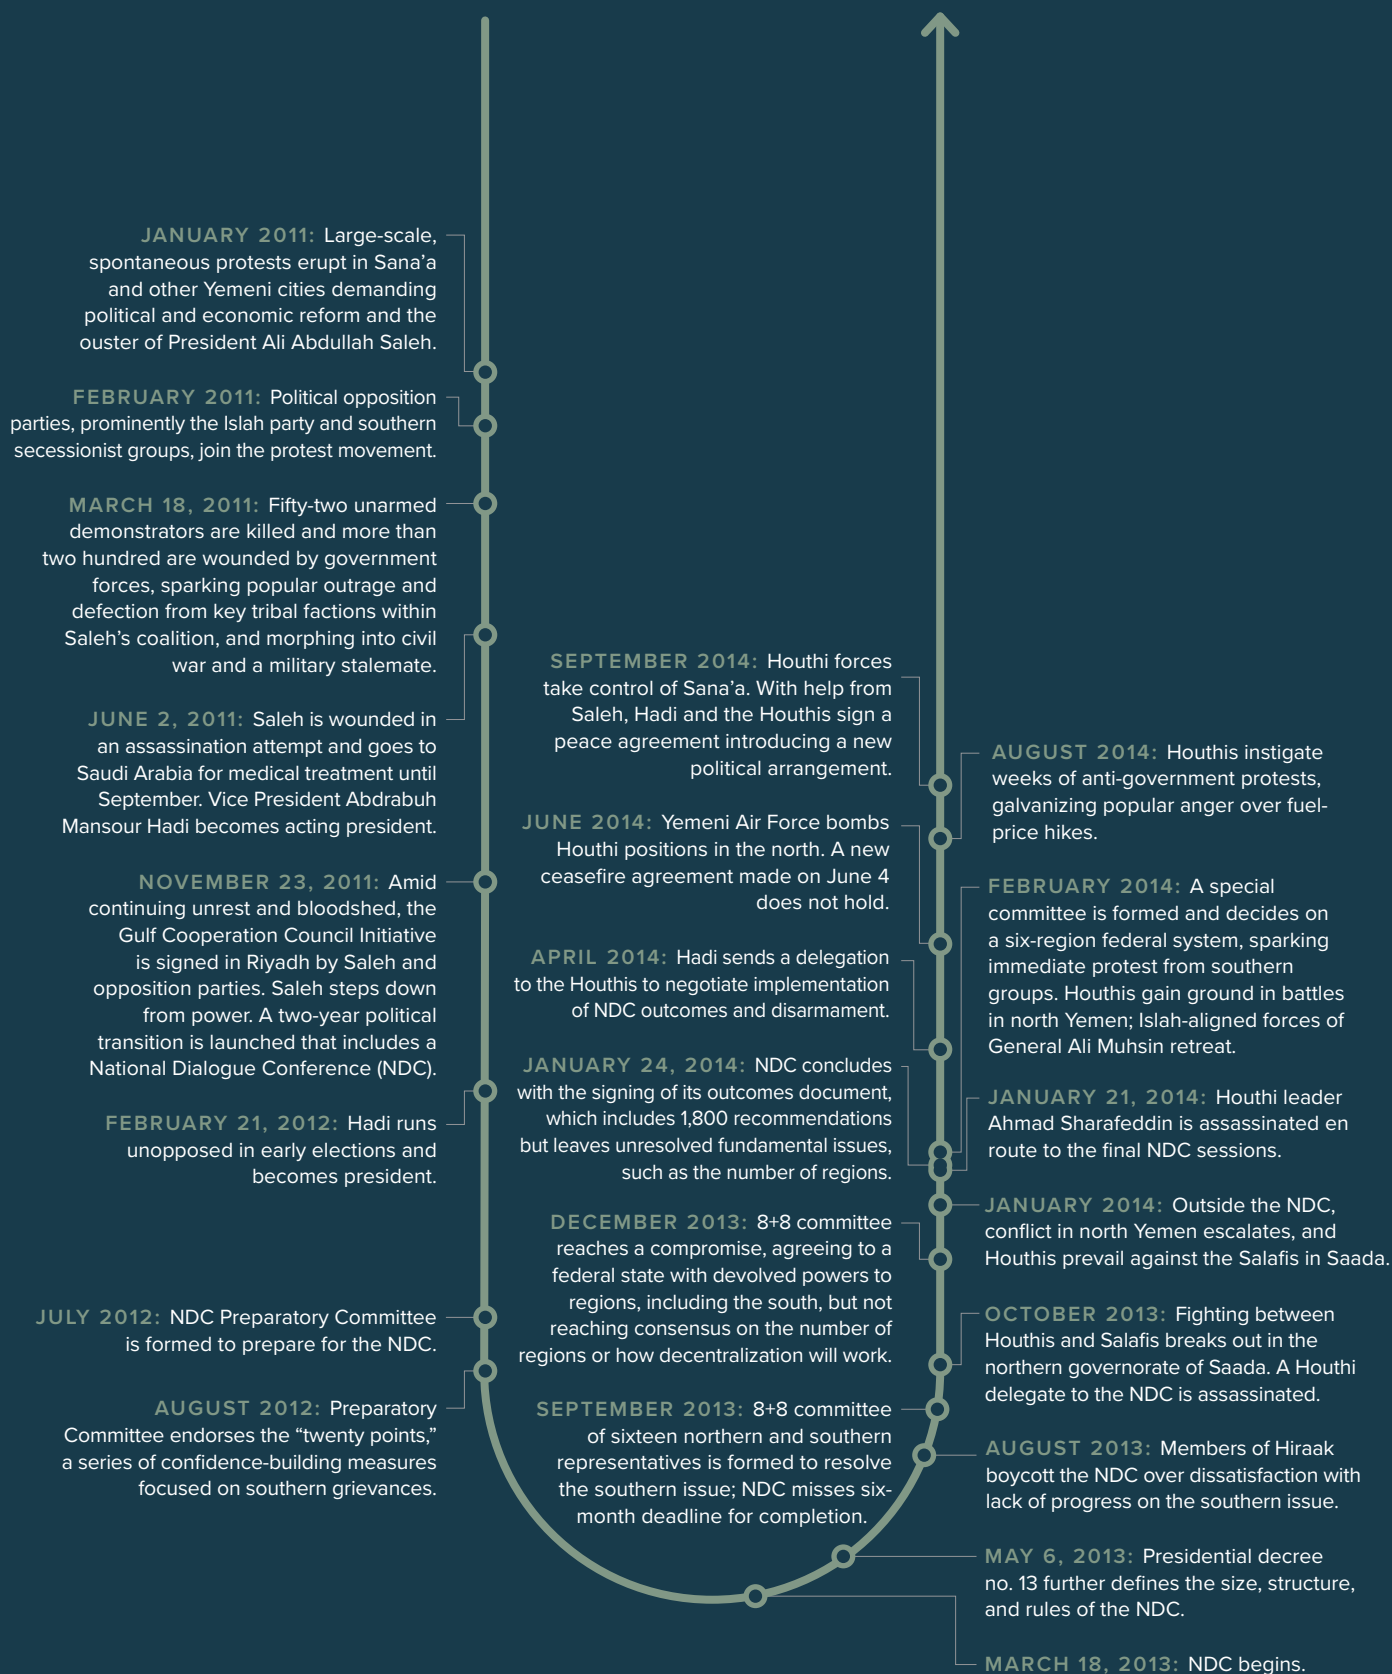 JANUARY 2011: Large-scale,
spontaneous protests erupt in Sana’a
and other Yemeni cities demanding
political and economic reform and the
ouster of President Ali Abdullah Saleh.
FEBRUARY 2011: Political opposition
parties, prominently the Islah party and southern
secessionist groups, join the protest movement.
MARCH 18, 2011: Fifty-two unarmed
demonstrators are killed and more than
two hundred are wounded by government
forces, sparking popular outrage and
defection from key tribal factions within
Saleh’s coalition, and morphing into civil
war and a military stalemate.
JUNE 2, 2011: Saleh is wounded in
an assassination attempt and goes to
Saudi Arabia for medical treatment until
September. Vice President Abdrabuh
Mansour Hadi becomes acting president.
NOVEMBER 23, 2011: Amid
continuing unrest and bloodshed, the
Gulf Cooperation Council Initiative
is signed in Riyadh by Saleh and
opposition parties. Saleh steps down
from power. A two-year political
transition is launched that includes a
National Dialogue Conference (NDC).
FEBRUARY 21, 2012: Hadi runs
unopposed in early elections and
becomes president.
JULY 2012: NDC Preparatory Committee
is formed to prepare for the NDC.
AUGUST 2012: Preparatory
Committee endorses the “twenty points,”
a series of confidence-building measures
focused on southern grievances.
MARCH 18, 2013: NDC begins.
MAY 6, 2013: Presidential decree
no. 13 further defines the size, structure,
and rules of the NDC.
AUGUST 2013: Members of Hiraak
boycott the NDC over dissatisfaction with
lack of progress on the southern issue.
SEPTEMBER 2013: 8+8 committee
of sixteen northern and southern
representatives is formed to resolve
the southern issue; NDC misses six-
month deadline for completion.
OCTOBER 2013: Fighting between
Houthis and Salafis breaks out in the
northern governorate of Saada. A Houthi
delegate to the NDC is assassinated.
DECEMBER 2013: 8+8 committee
reaches a compromise, agreeing to a
federal state with devolved powers to
regions, including the south, but not
reaching consensus on the number of
regions or how decentralization will work.
JANUARY 2014: Outside the NDC,
conflict in north Yemen escalates, and
Houthis prevail against the Salafis in Saada.
JANUARY 21, 2014: Houthi leader
Ahmad Sharafeddin is assassinated en
route to the final NDC sessions.
JANUARY 24, 2014: NDC concludes
with the signing of its outcomes document,
which includes 1,800 recommendations
but leaves unresolved fundamental issues,
such as the number of regions.
FEBRUARY 2014: A special
committee is formed and decides on
a six-region federal system, sparking
immediate protest from southern
groups. Houthis gain ground in battles
in north Yemen; Islah-aligned forces of
General Ali Muhsin retreat.
APRIL 2014: Hadi sends a delegation
to the Houthis to negotiate implementation
of NDC outcomes and disarmament.
JUNE 2014: Yemeni Air Force bombs
Houthi positions in the north. A new
ceasefire agreement made on June 4
does not hold.
AUGUST 2014: Houthis instigate
weeks of anti-government protests,
galvanizing popular anger over fuel-
price hikes.
SEPTEMBER 2014: Houthi forces
take control of Sana’a. With help from
Saleh, Hadi and the Houthis sign a
peace agreement introducing a new
political arrangement.